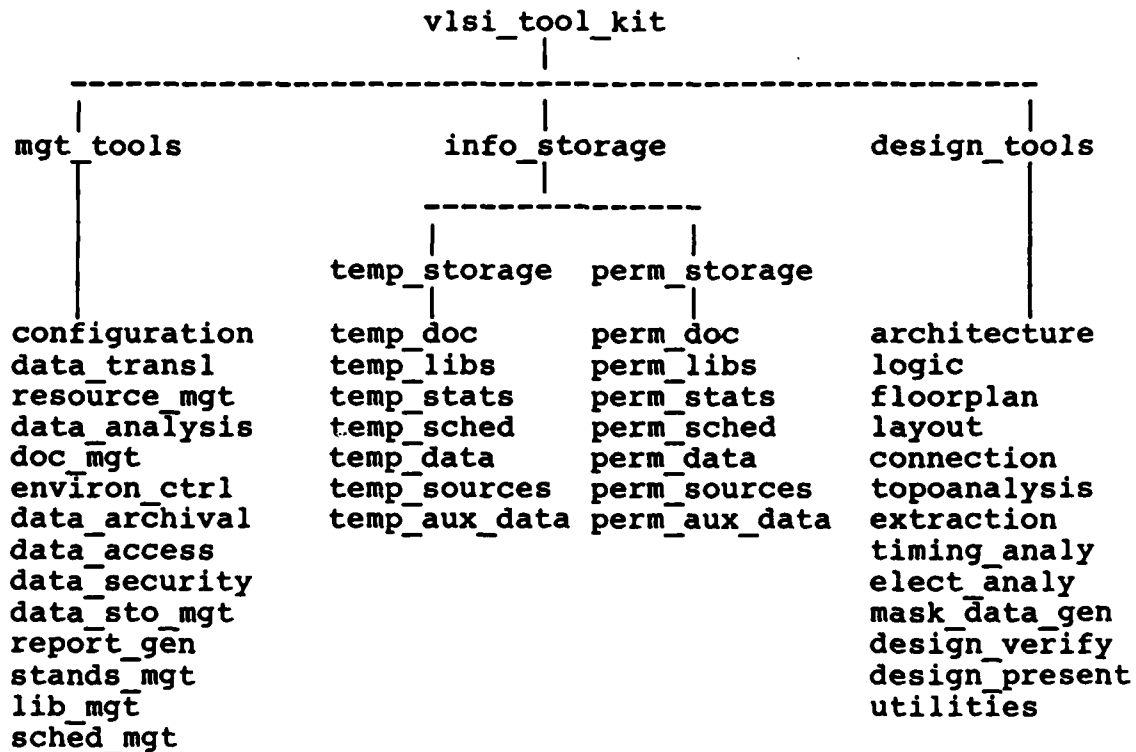 vlsi_tool_kit
mgt_tools info_storage design_tools
temp_storage perm_storage
configuration temp_doc perm_doc architecture
data_transl temp_libs perm_libs logic
resource_mgt temp_stats perm_stats floorplan
data_analysis temp_sched perm_sched layout
doc_mgt temp_data perm_data connection
environ_ctrl temp_sources perm_sources topoanalysis
data_archival temp_aux_data perm_aux_data extraction
data_access timing_analy
data_security elect_analy
data_sto_mgt mask_data_gen
report_gen design_verify
stands_mgt design_present
lib_mgt utilities
sched_mgt